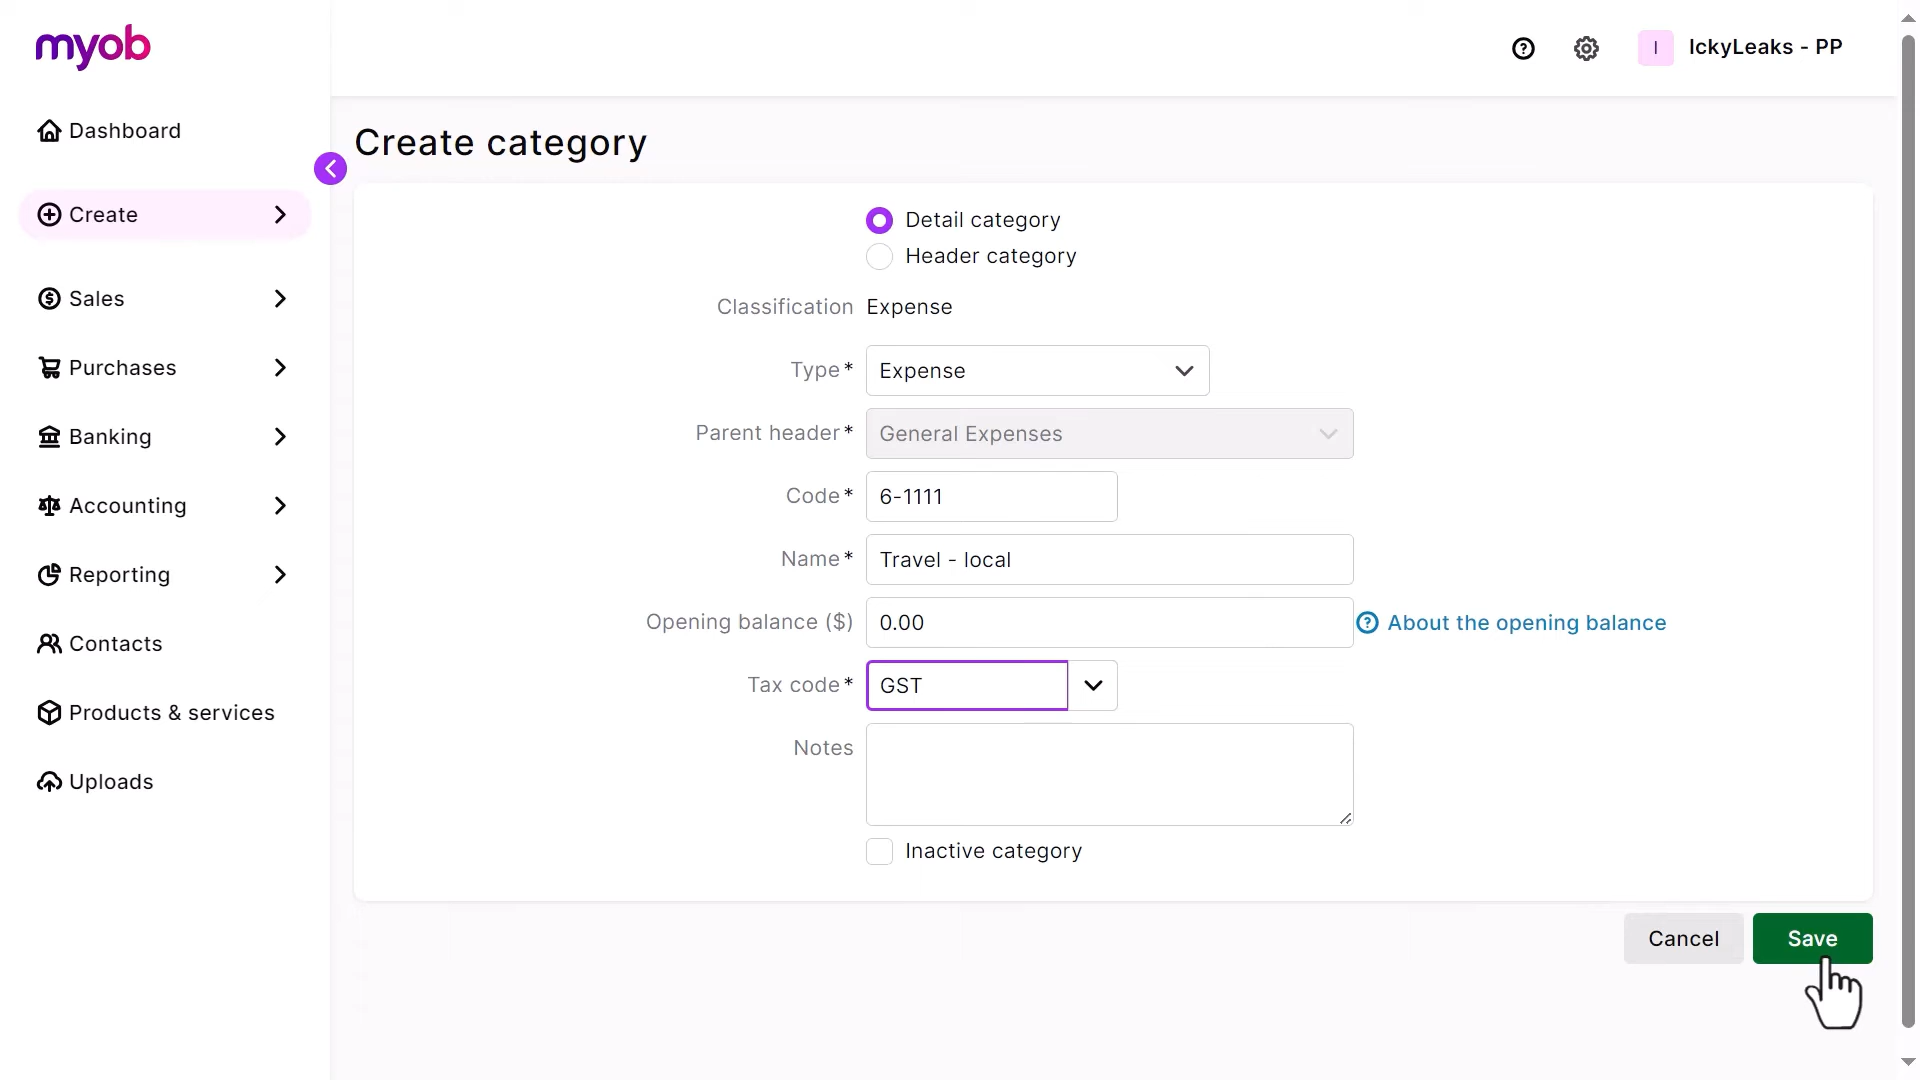 myob
IckyLeaks - PP
I
Dashboard
Create
Sales
Purchases
Banking
Accounting
Reporting
Contacts
Products & services
Uploads
Create category
Detail category
Header category
Classification Expense
Type* Expense
Parent header* General Expenses
Code* 6-1111
Name* Travel - local
Opening balance ($) 0.00 ? About the opening balance
Tax code* GST
Notes
Inactive category
Cancel Save